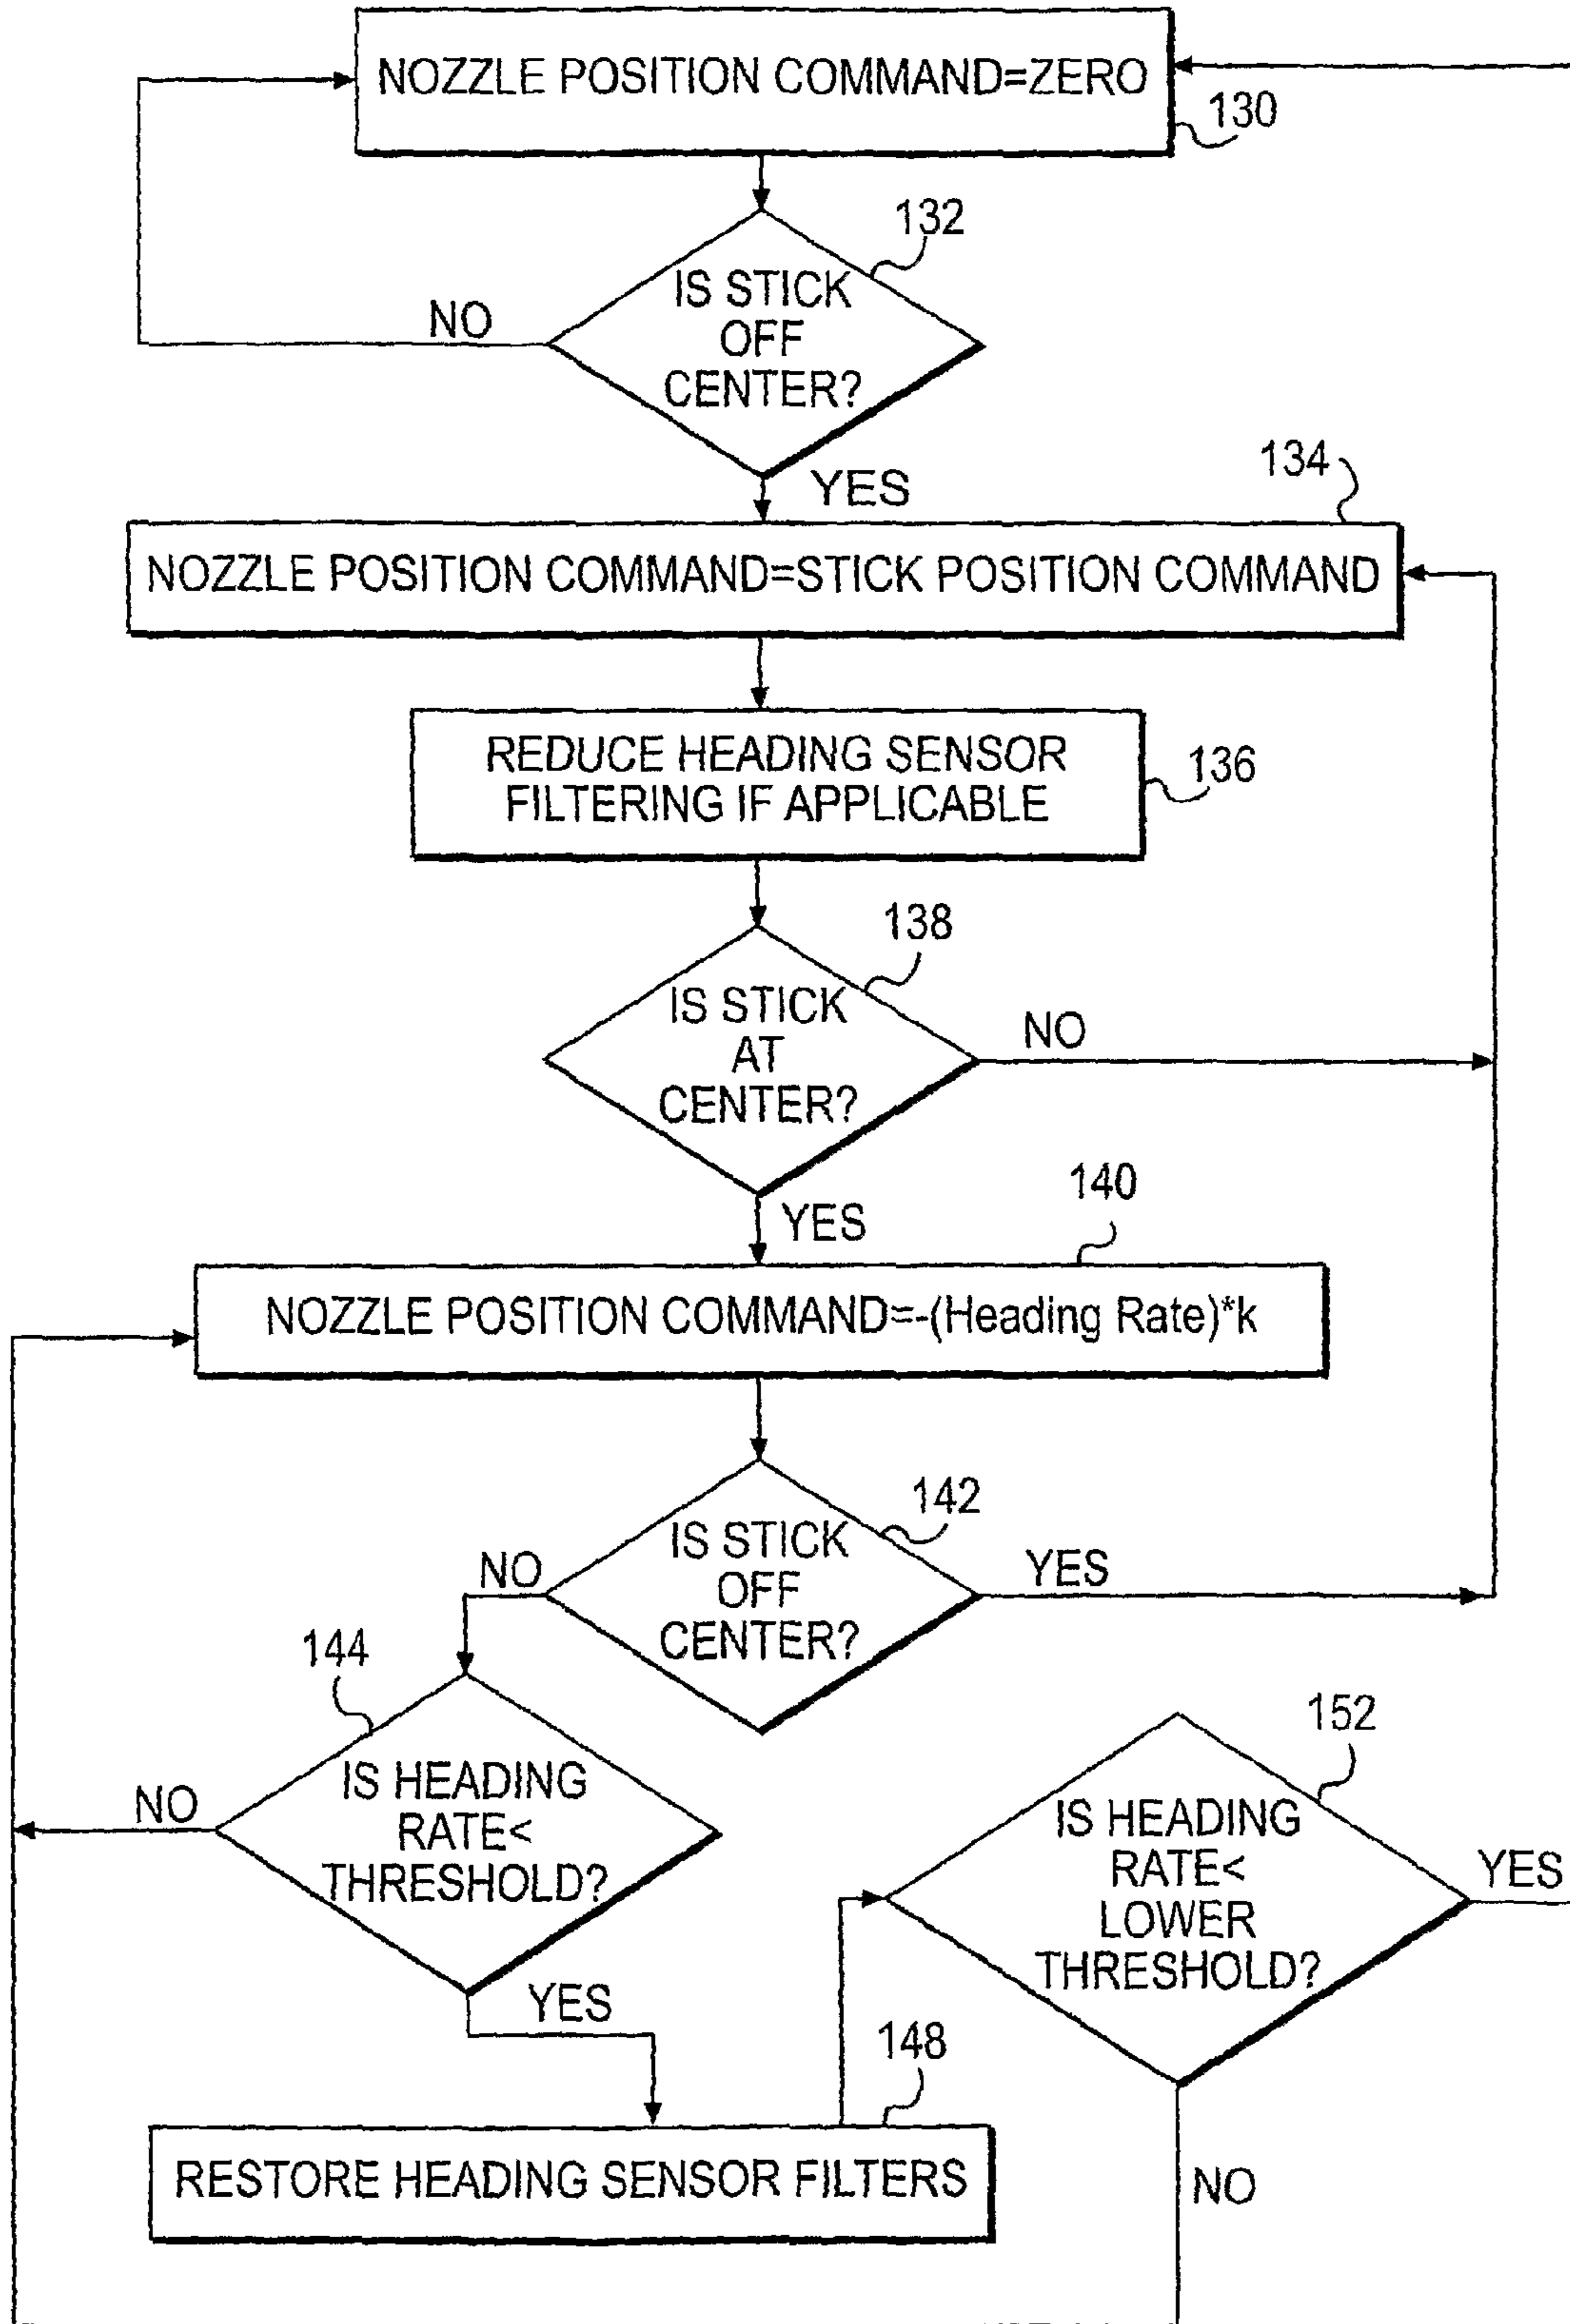 NOZZLE POSITION COMMAND=ZERO
130
132
IS STICK
OFF
CENTER?
NO
YES
134
NOZZLE POSITION COMMAND=STICK POSITION COMMAND
REDUCE HEADING SENSOR
FILTERING IF APPLICABLE
136
138
IS STICK
AT
CENTER?
NO
YES
140
NOZZLE POSITION COMMAND=-(Heading Rate)*k
142
IS STICK
OFF
CENTER?
NO
YES
144
IS HEADING
RATE<
THRESHOLD?
NO
YES
152
IS HEADING
RATE<
LOWER
THRESHOLD?
YES
NO
148
RESTORE HEADING SENSOR FILTERS